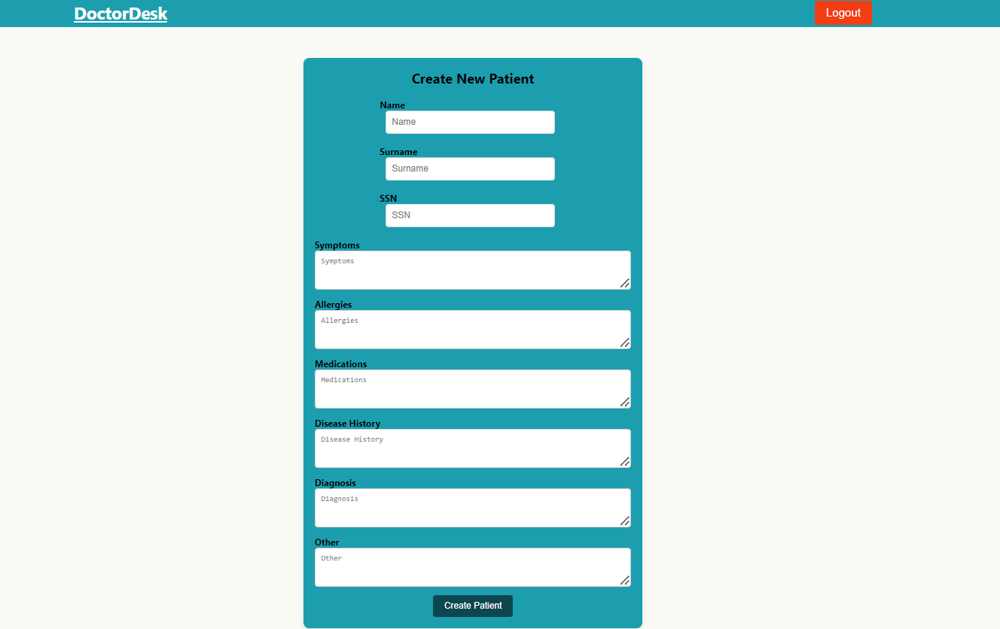 DoctorDesk
Logout
Create New Patient
Name
Name
Surname
Surname
SSN
SSN
Symptoms
Symptoms
Allergies
Allergies
Medications
Medications
Disease History
Disease History
Diagnosis
Diagnosis
Other
Other
Create Patient